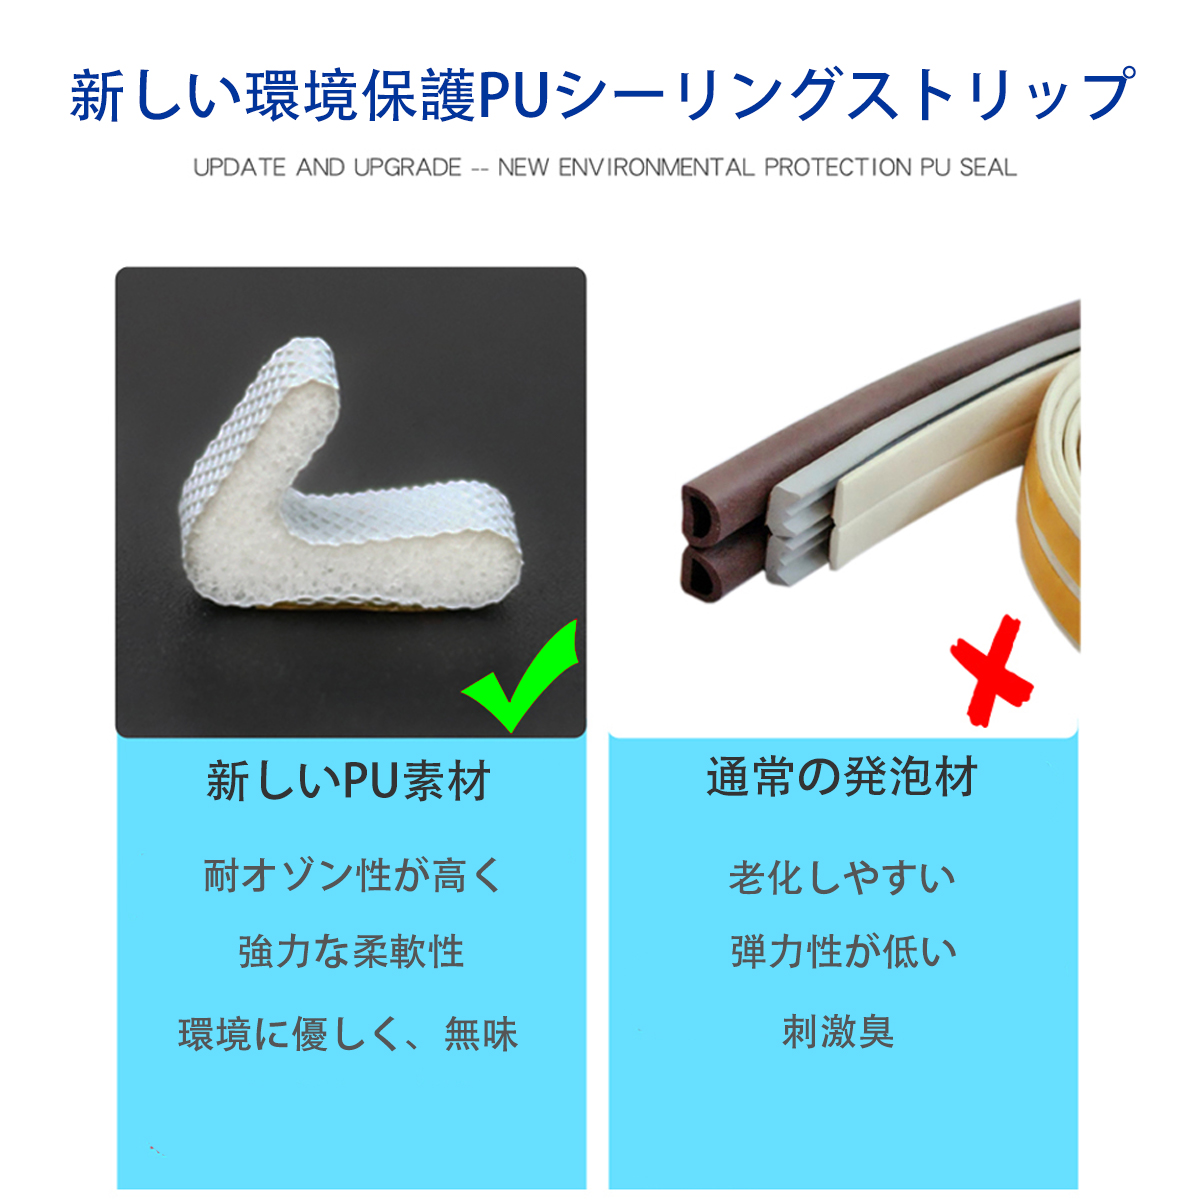 新しい環境保護PUシーリングストリップ
UPDATE AND UPGRADE -- NEW ENVIRONMENTAL PROTECTION PU SEAL
新しいPU素材
耐オゾン性が高く
強力な柔軟性
環境に優しく、無味
通常の発泡材
老化しやすい
弾力性が低い
刺激臭